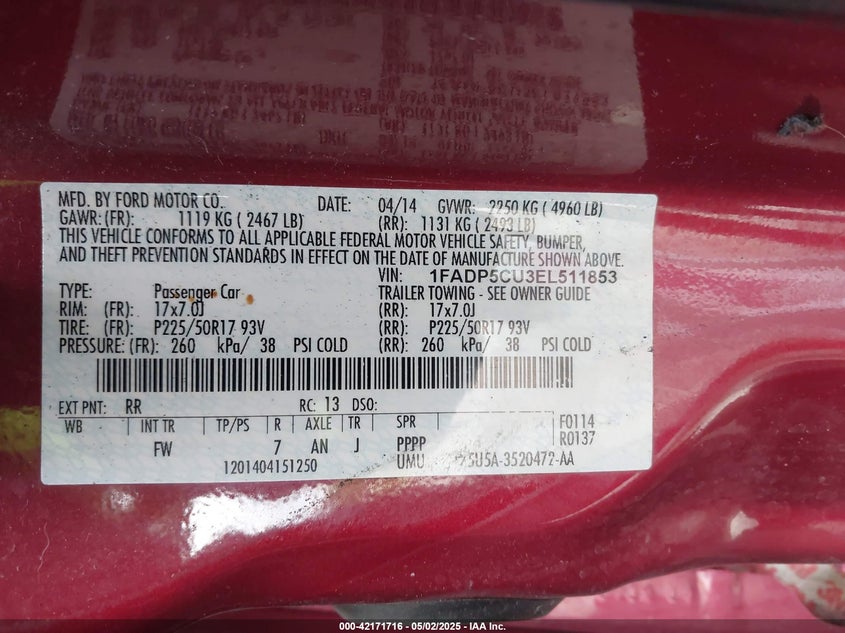 MFD. BY FORD MOTOR CO. DATE: 04/14 GVWR: 2250 KG ( 4960 LB)
GAWR: (FR) 1119 KG ( 2467 LB) (RR): 1131 KG ( 2493 LB)
THIS VEHICLE CONFORMS TO ALL APPLICABLE FEDERAL MOTOR VEHICLE SAFETY, BUMPER,
AND THEFT PREVENTION STANDARDS IN EFFECT ON THE DATE OF MANUFACTURE SHOWN ABOVE.
VIN: 1FADP5CU3EL511853
TYPE: Passenger Car TRAILER TOWING - SEE OWNER GUIDE
RIM: (FR) 17x7.0J (RR): 17x7.0J
TIRE: (FR) P225/50R17 93V (RR): P225/50R17 93V
PRESSURE: (FR) 260 kPa/ 38 PSI COLD (RR): 260 kPa/ 38 PSI COLD
EXT PNT: RR RC: 13 DSO: F0114
WB INT TR TP/PS R AXLE TR SPR R0137
FW 7 AN J PPPP
1201404151250 UMU 5U5A-3520472-AA
000-42171716 - 05/02/2025 - IAA Inc.